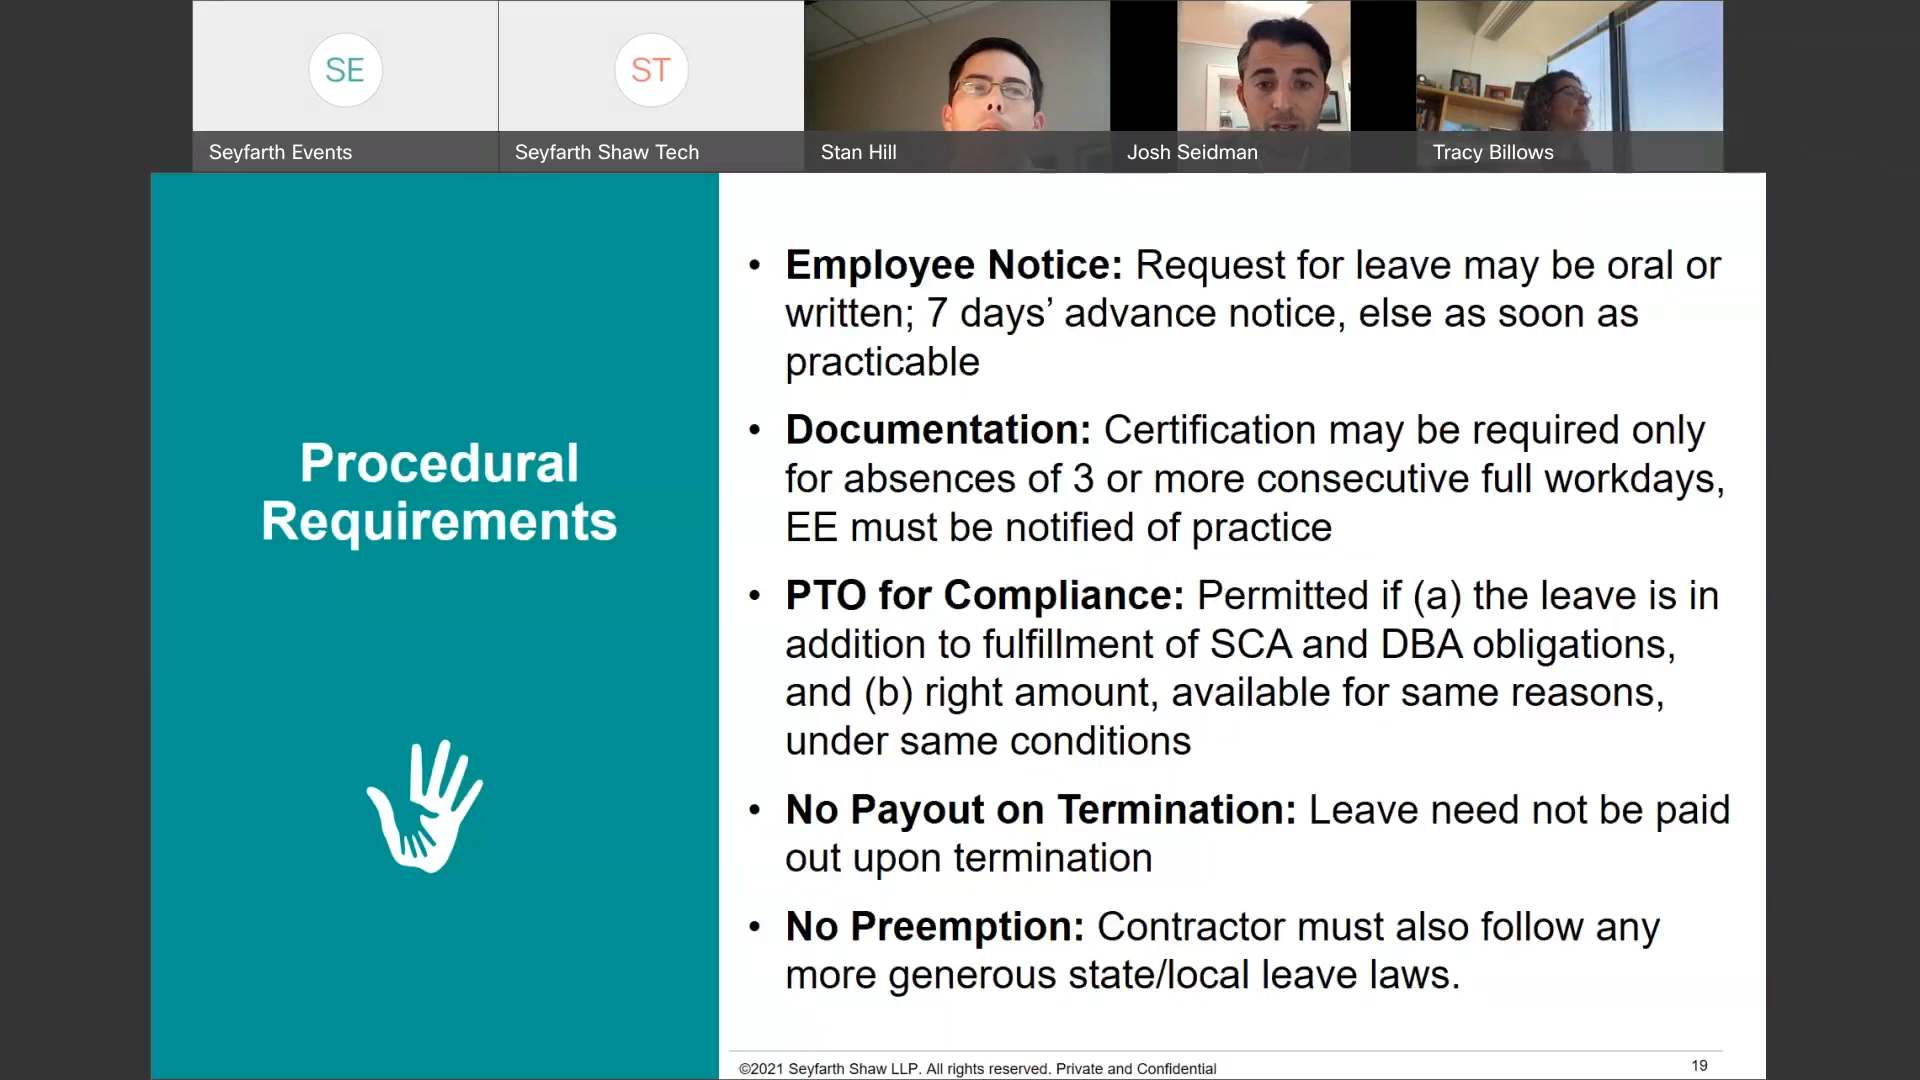 SE
ST
Seyfarth Events
Seyfarth Shaw Tech
Stan Hill
Josh Seidman
Tracy Billows
Procedural
Requirements
• Employee Notice: Request for leave may be oral or
written; 7 days’ advance notice, else as soon as
practicable
• Documentation: Certification may be required only
for absences of 3 or more consecutive full workdays,
EE must be notified of practice
• PTO for Compliance: Permitted if (a) the leave is in
addition to fulfillment of SCA and DBA obligations,
and (b) right amount, available for same reasons,
under same conditions
• No Payout on Termination: Leave need not be paid
out upon termination
• No Preemption: Contractor must also follow any
more generous state/local leave laws.
©2021 Seyfarth Shaw LLP. All rights reserved. Private and Confidential
19